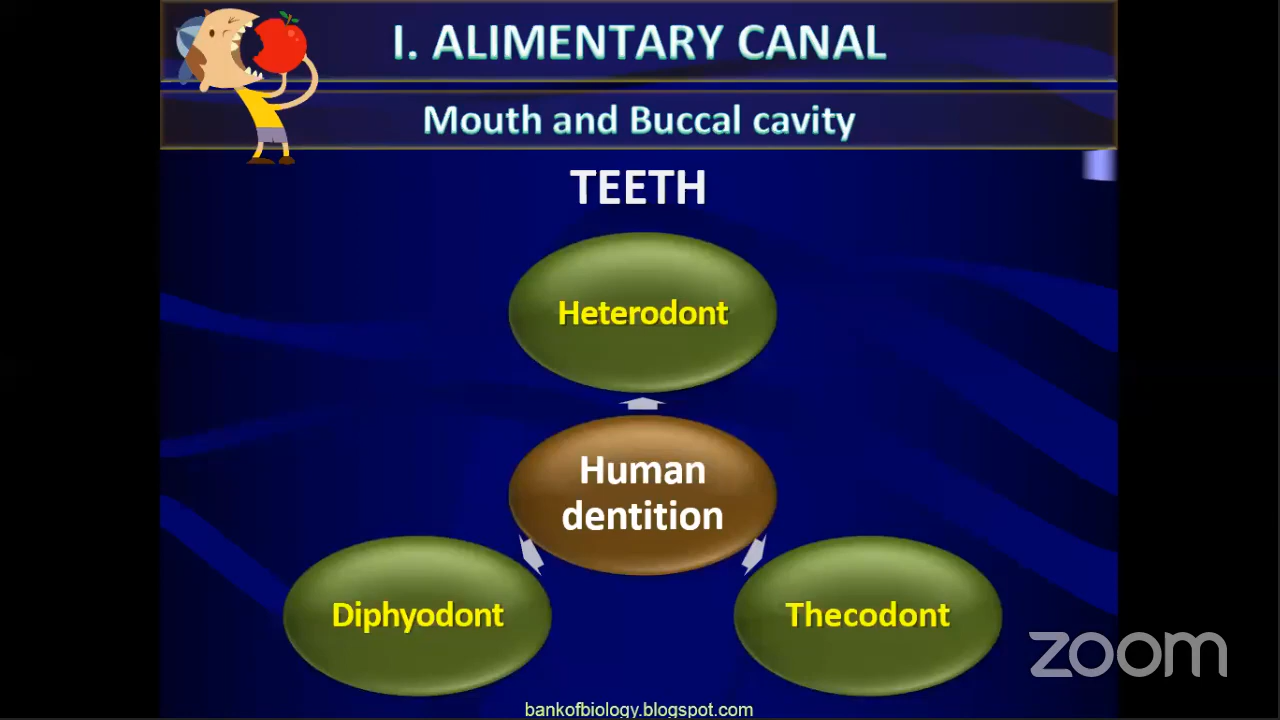 I. ALIMENTARY CANAL
Mouth and Buccal cavity
TEETH
Heterodont
Human
dentition
Diphyodont
Thecodont
zoom
bankofbiology.blogspot.com